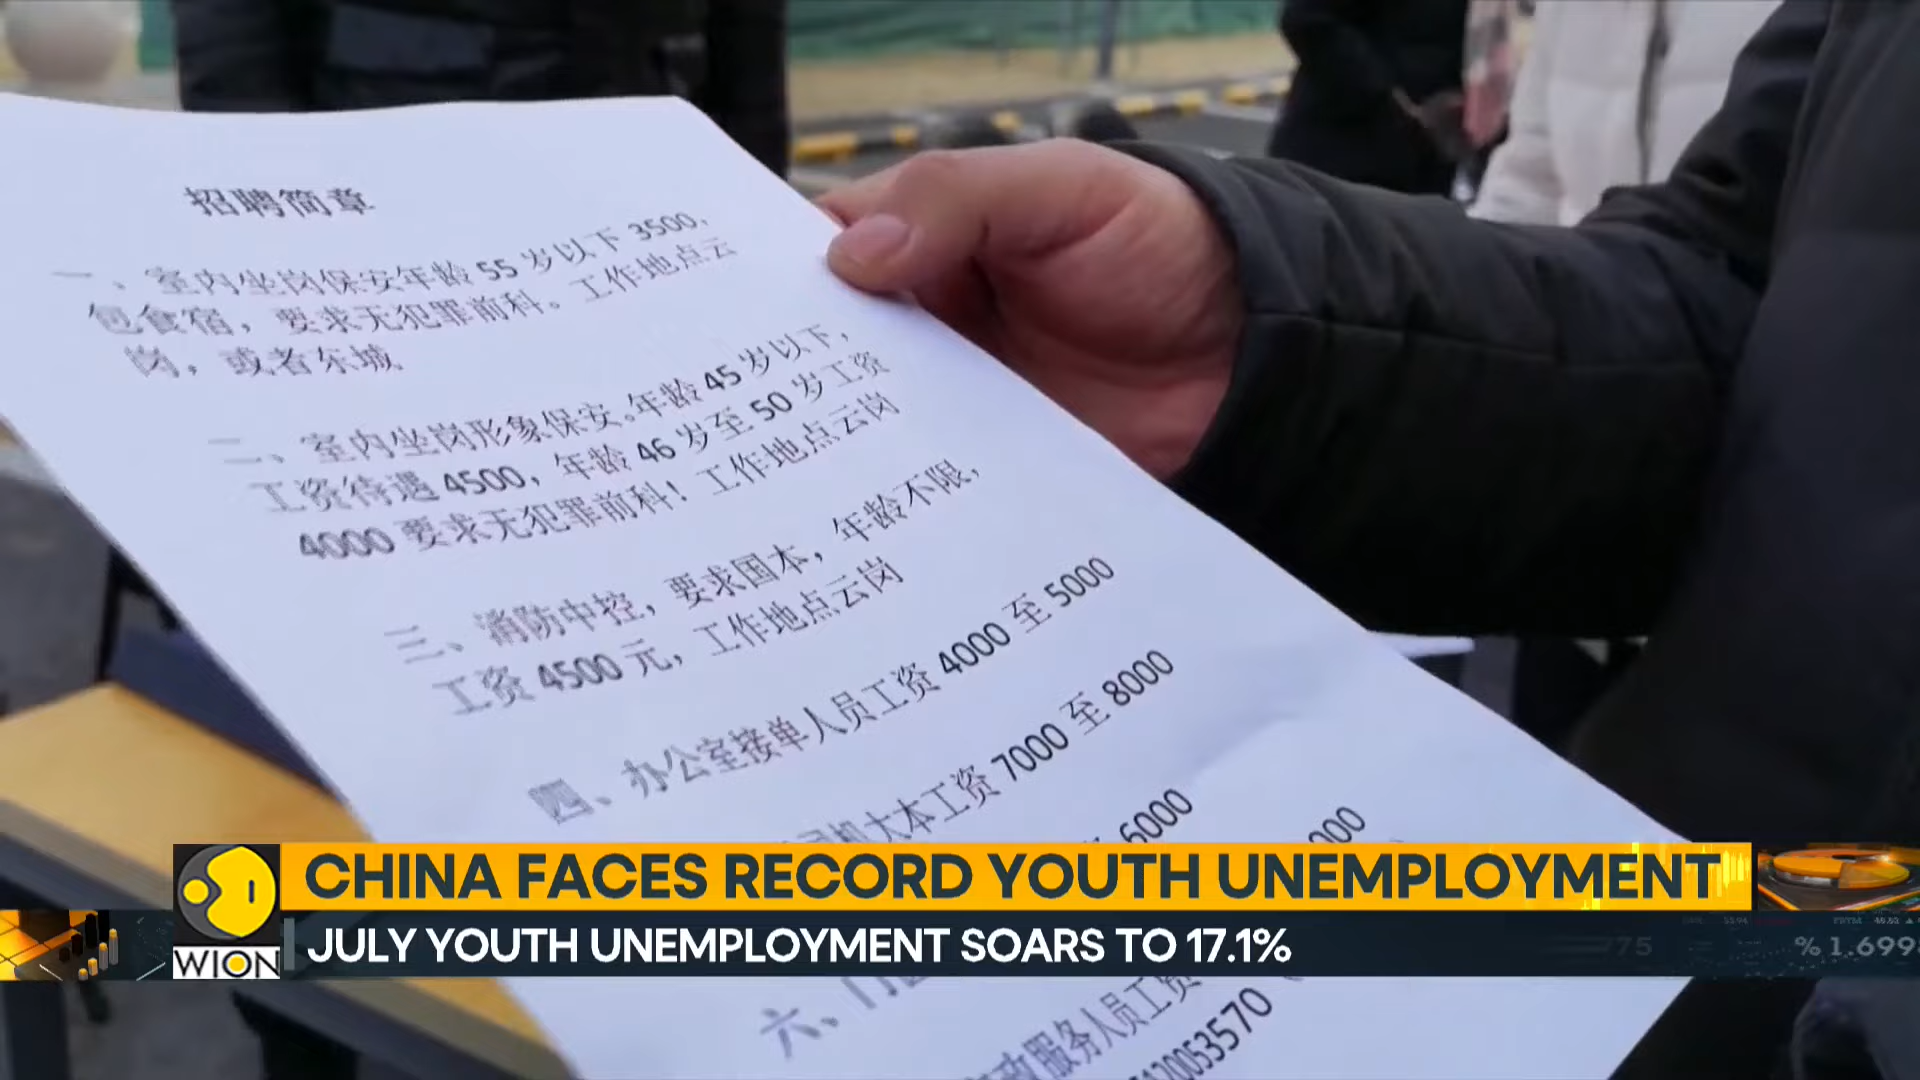 招聘简章
一、室内坐岗保安年龄 55 岁以下 3500，
包食宿，要求无犯罪前科。工作地点云
岗，或者东城
二、室内坐岗形象保安。年龄 45 岁以下，
工资待遇 4500，年龄 46 岁至 50 岁工资
4000 要求无犯罪前科！工作地点云岗
三、消防中控，要求国本，年龄不限，
工资 4500 元，工作地点云岗
四、办公室接单人员工资 4000 至 5000
司机大本工资 7000 至 8000
6000
000
CHINA FACES RECORD YOUTH UNEMPLOYMENT
WION
JULY YOUTH UNEMPLOYMENT SOARS TO 17.1%
75
% 1.699
六、
服务人员工资
1200 53570